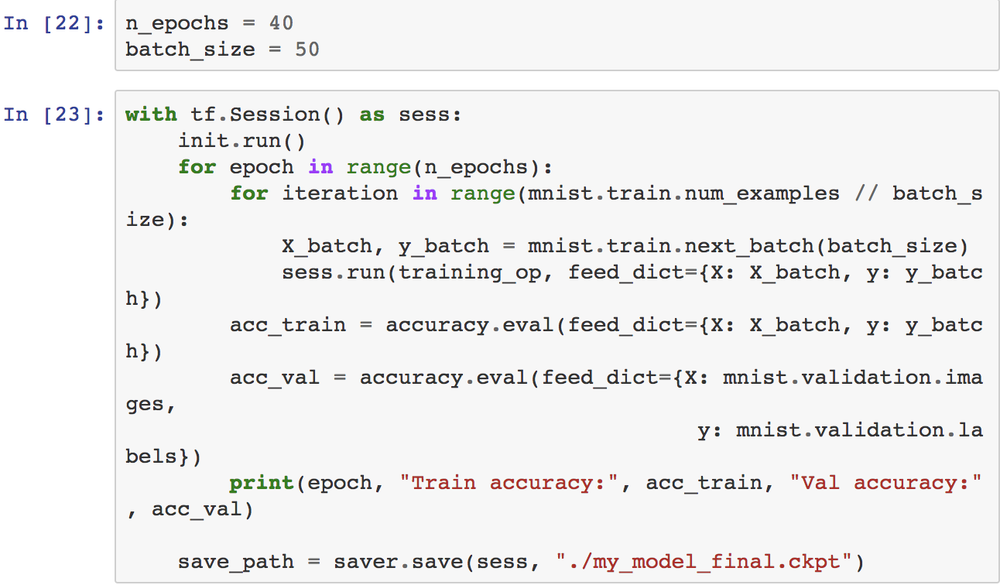 In [22]: n_epochs = 40
batch_size = 50
In [23]: with tf.Session() as sess:
    init.run()
    for epoch in range(n_epochs):
        for iteration in range(mnist.train.num_examples // batch_s
ize):
            X_batch, y_batch = mnist.train.next_batch(batch_size)
            sess.run(training_op, feed_dict={X: X_batch, y: y_batc
h})
        acc_train = accuracy.eval(feed_dict={X: X_batch, y: y_batc
h})
        acc_val = accuracy.eval(feed_dict={X: mnist.validation.ima
ges,
                                            y: mnist.validation.la
bels})
        print(epoch, "Train accuracy:", acc_train, "Val accuracy:"
, acc_val)
    save_path = saver.save(sess, "./my_model_final.ckpt")